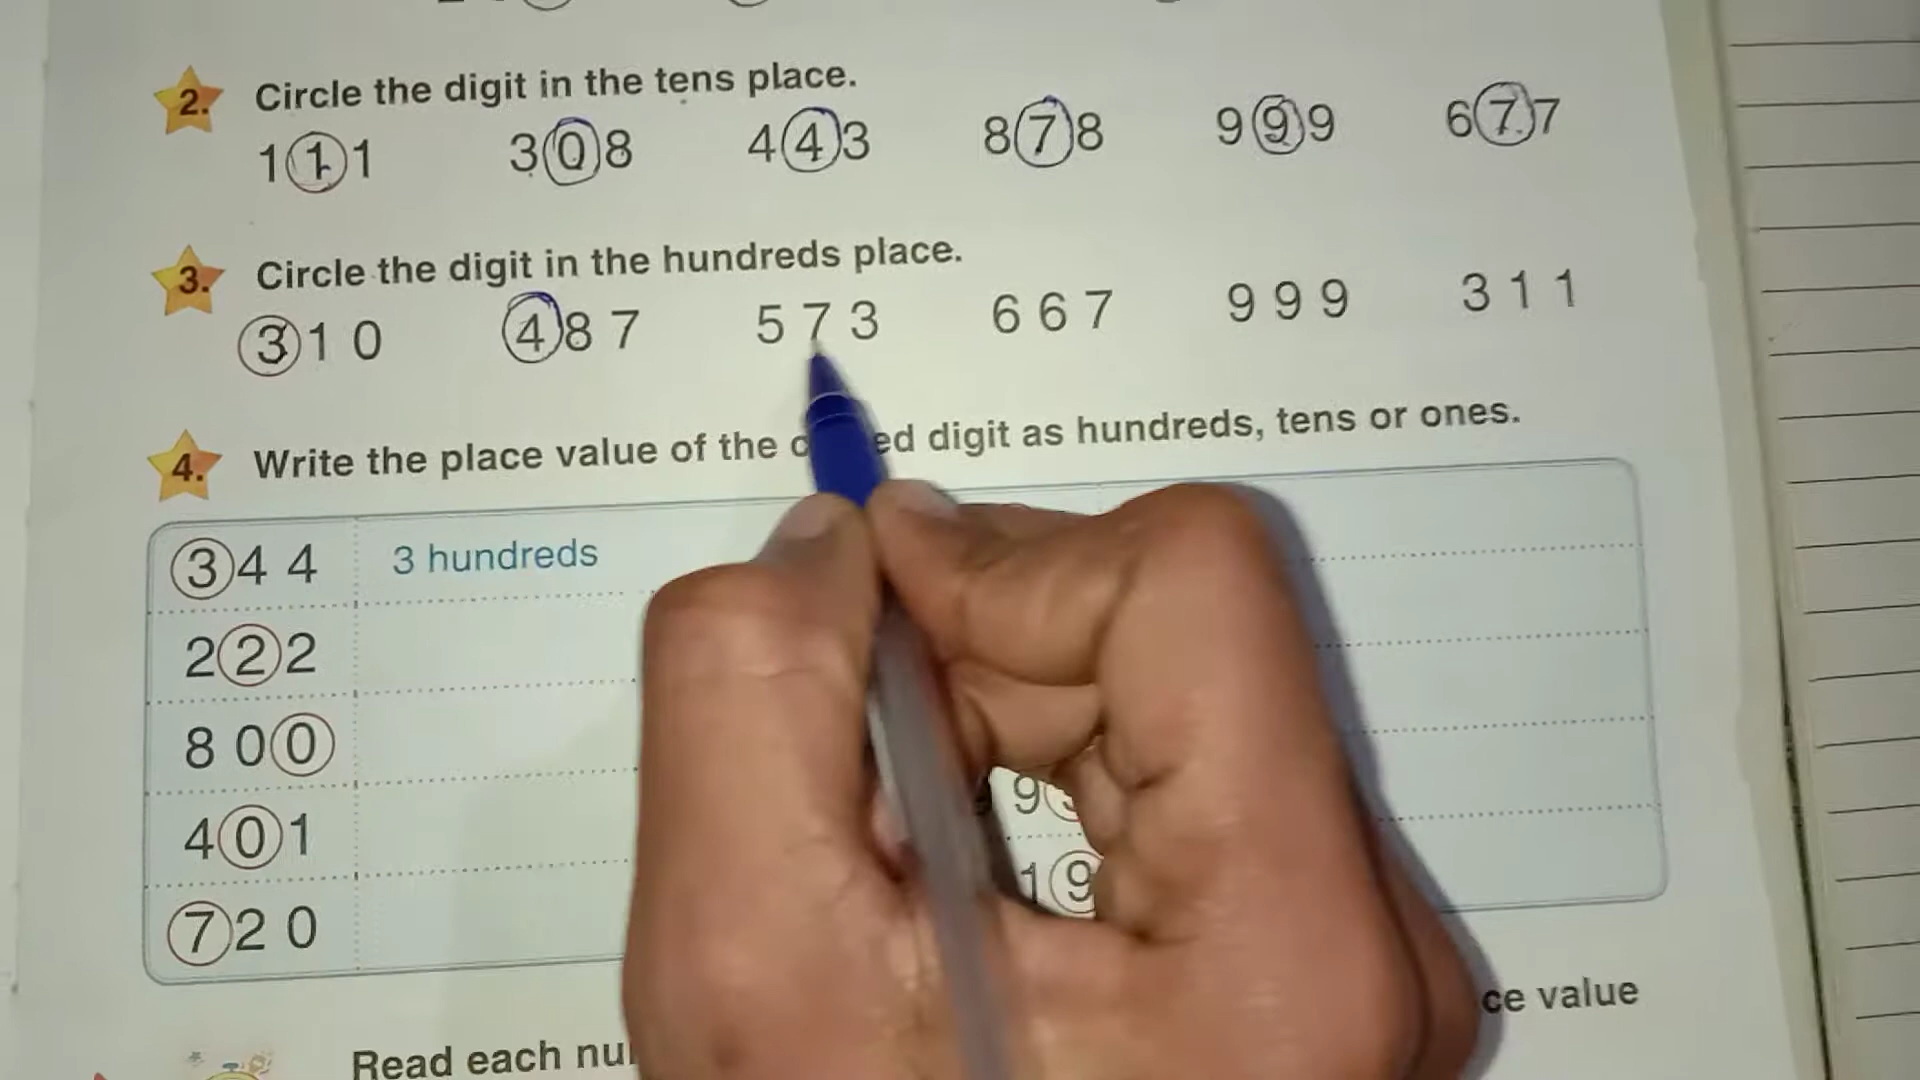 2. Circle the digit in the tens place.
1 1 1 3 0 8 4 4 3 8 7 8 9 9 9 6 7 7
3. Circle the digit in the hundreds place.
3 1 0 4 8 7 5 7 3 6 6 7 9 9 9 3 1 1
4. Write the place value of the digit as hundreds, tens or ones.
3 4 4 3 hundreds
2 2 2
8 0 0
4 0 1
7 2 0
1 9
ce value
Read each